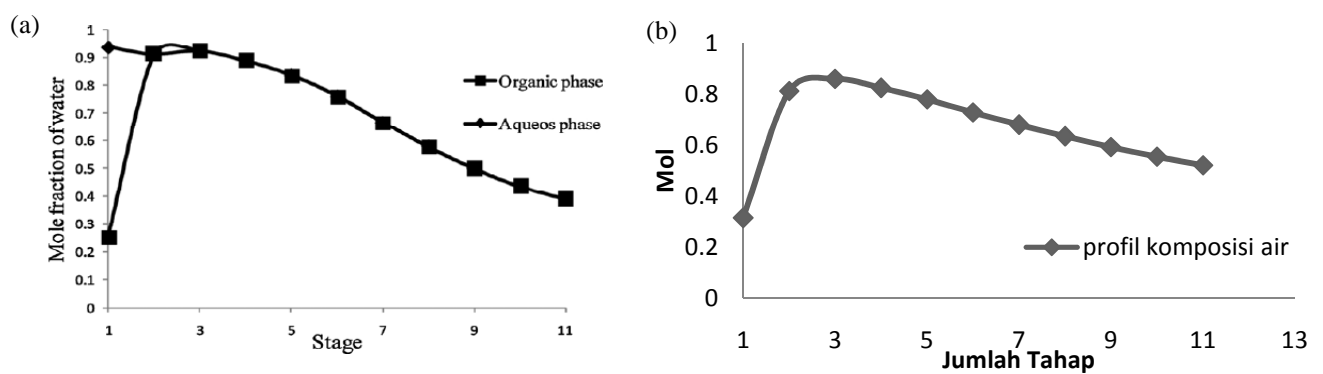 (a)
Mole fraction of water
1
0.9
0.8
0.7
0.6
0.5
0.4
0.3
0.2
0.1
0
1 3 5 7 9 11
Stage
Organic phase
Aqueos phase
(b)
Mol
1
0.8
0.6
0.4
0.2
0
1 3 5 7 9 11 13
Jumlah Tahap
profil komposisi air